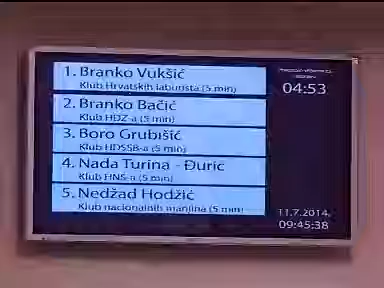 1. Branko Vukšić
Klub Hrvatskih laburista (5 min)
2. Branko Bačić
Klub HDZ-a (5 min)
3. Boro Grubišić
Klub HDSSB-a (5 min)
4. Nada Turina - Đurić
Klub HNS-a (5 min)
5. Nedžad Hodžić
Klub nacionalnih manjina (5 min)
04:53
11.7.2014.
09:45:38